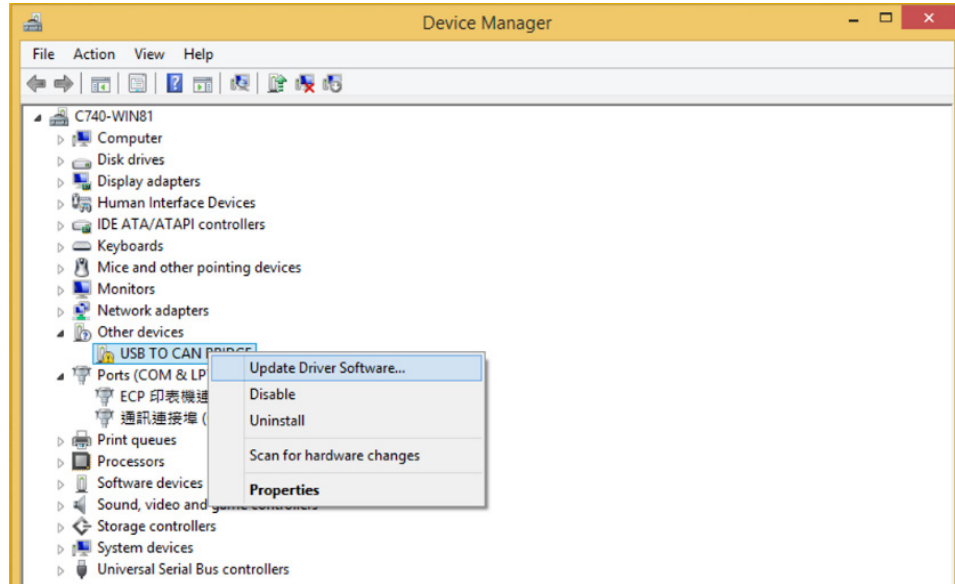 Device Manager
File Action View Help
C740-WIN81
Computer
Disk drives
Display adapters
Human Interface Devices
IDE ATA/ATAPI controllers
Keyboards
Mice and other pointing devices
Monitors
Network adapters
Other devices
USB TO CAN BRIDGE
Update Driver Software...
Ports (COM & LP
Disable
ECP 印表機連
Uninstall
通訊連接埠 (
Print queues
Scan for hardware changes
Processors
Software devices
Properties
Sound, video and game controllers
Storage controllers
System devices
Universal Serial Bus controllers